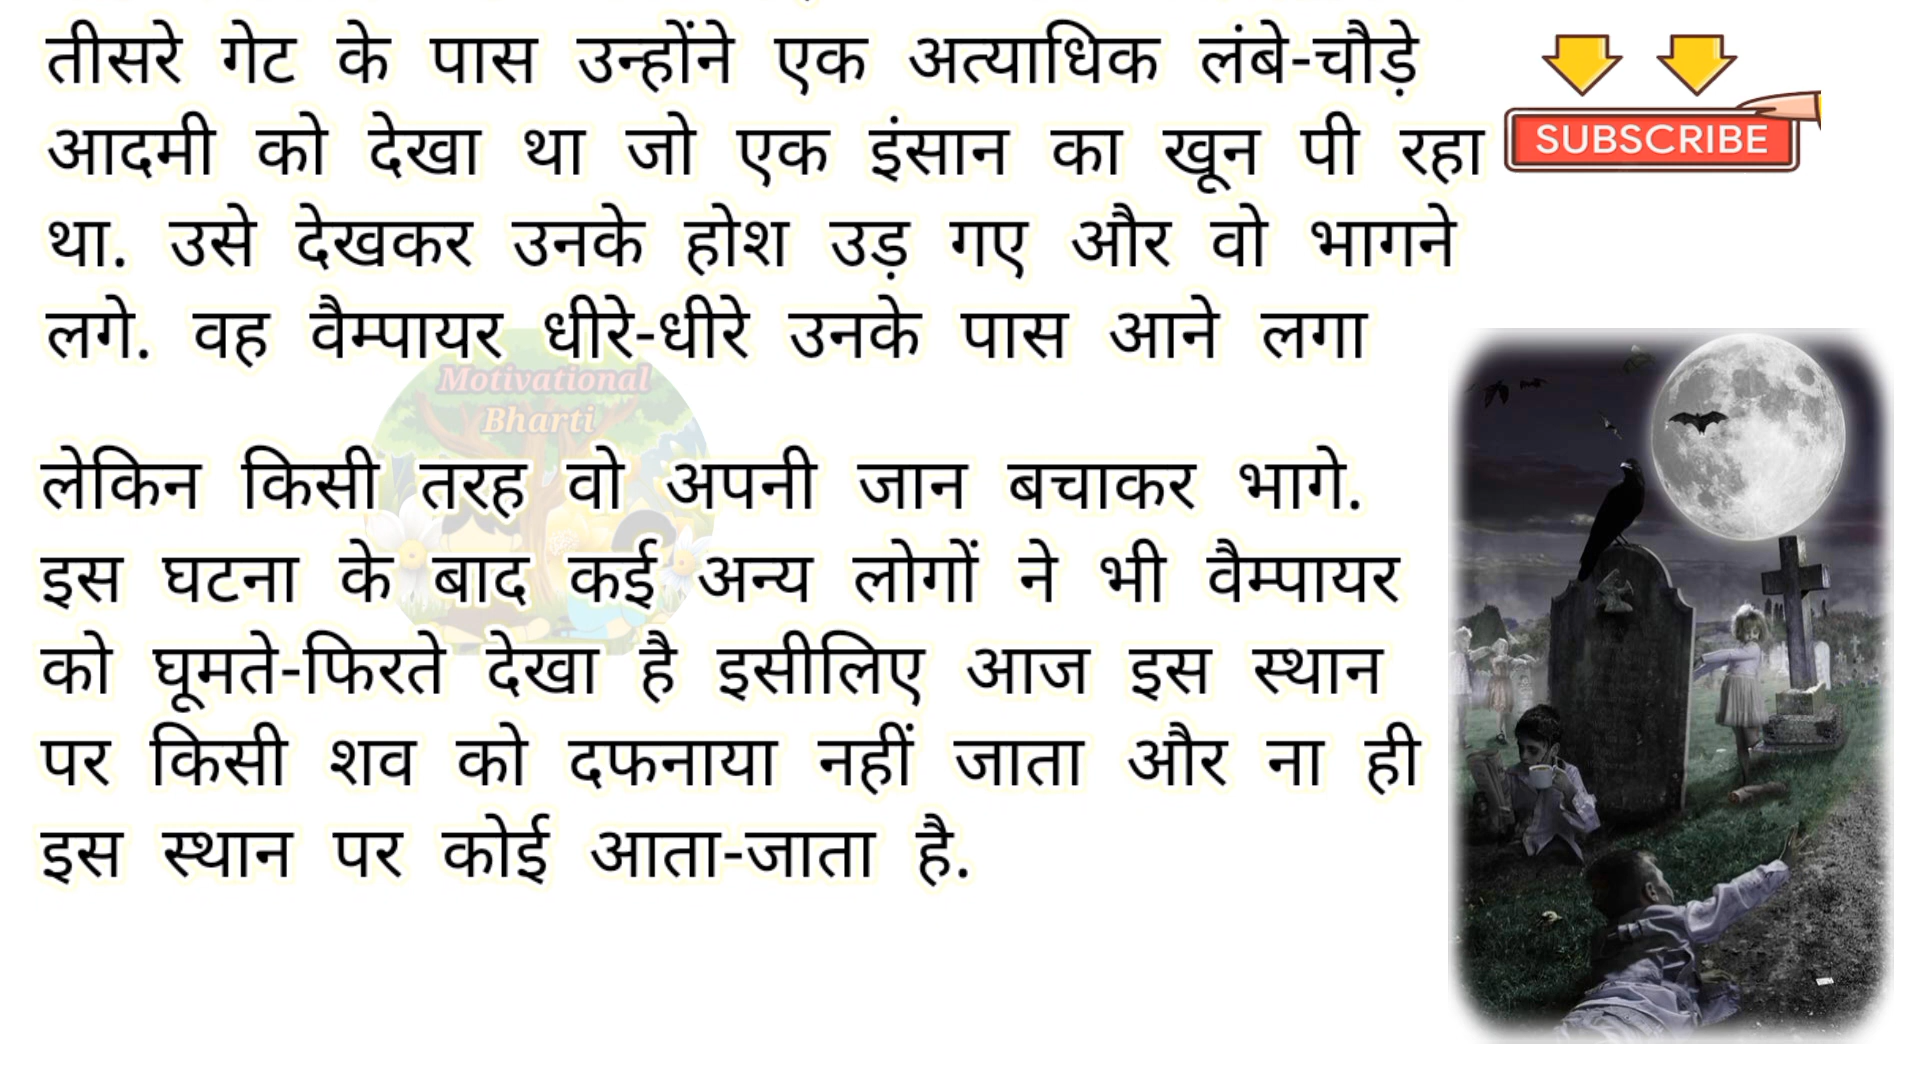 तीसरे गेट के पास उन्होंने एक अत्याधिक लंबे-चौड़े
आदमी को देखा था जो एक इंसान का खून पी रहा
था. उसे देखकर उनके होश उड़ गए और वो भागने
लगे. वह वैम्पायर धीरे-धीरे उनके पास आने लगा
SUBSCRIBE
Motivational
Bharti
लेकिन किसी तरह वो अपनी जान बचाकर भागे.
इस घटना के बाद कई अन्य लोगों ने भी वैम्पायर
को घूमते-फिरते देखा है इसीलिए आज इस स्थान
पर किसी शव को दफनाया नहीं जाता और ना ही
इस स्थान पर कोई आता-जाता है.